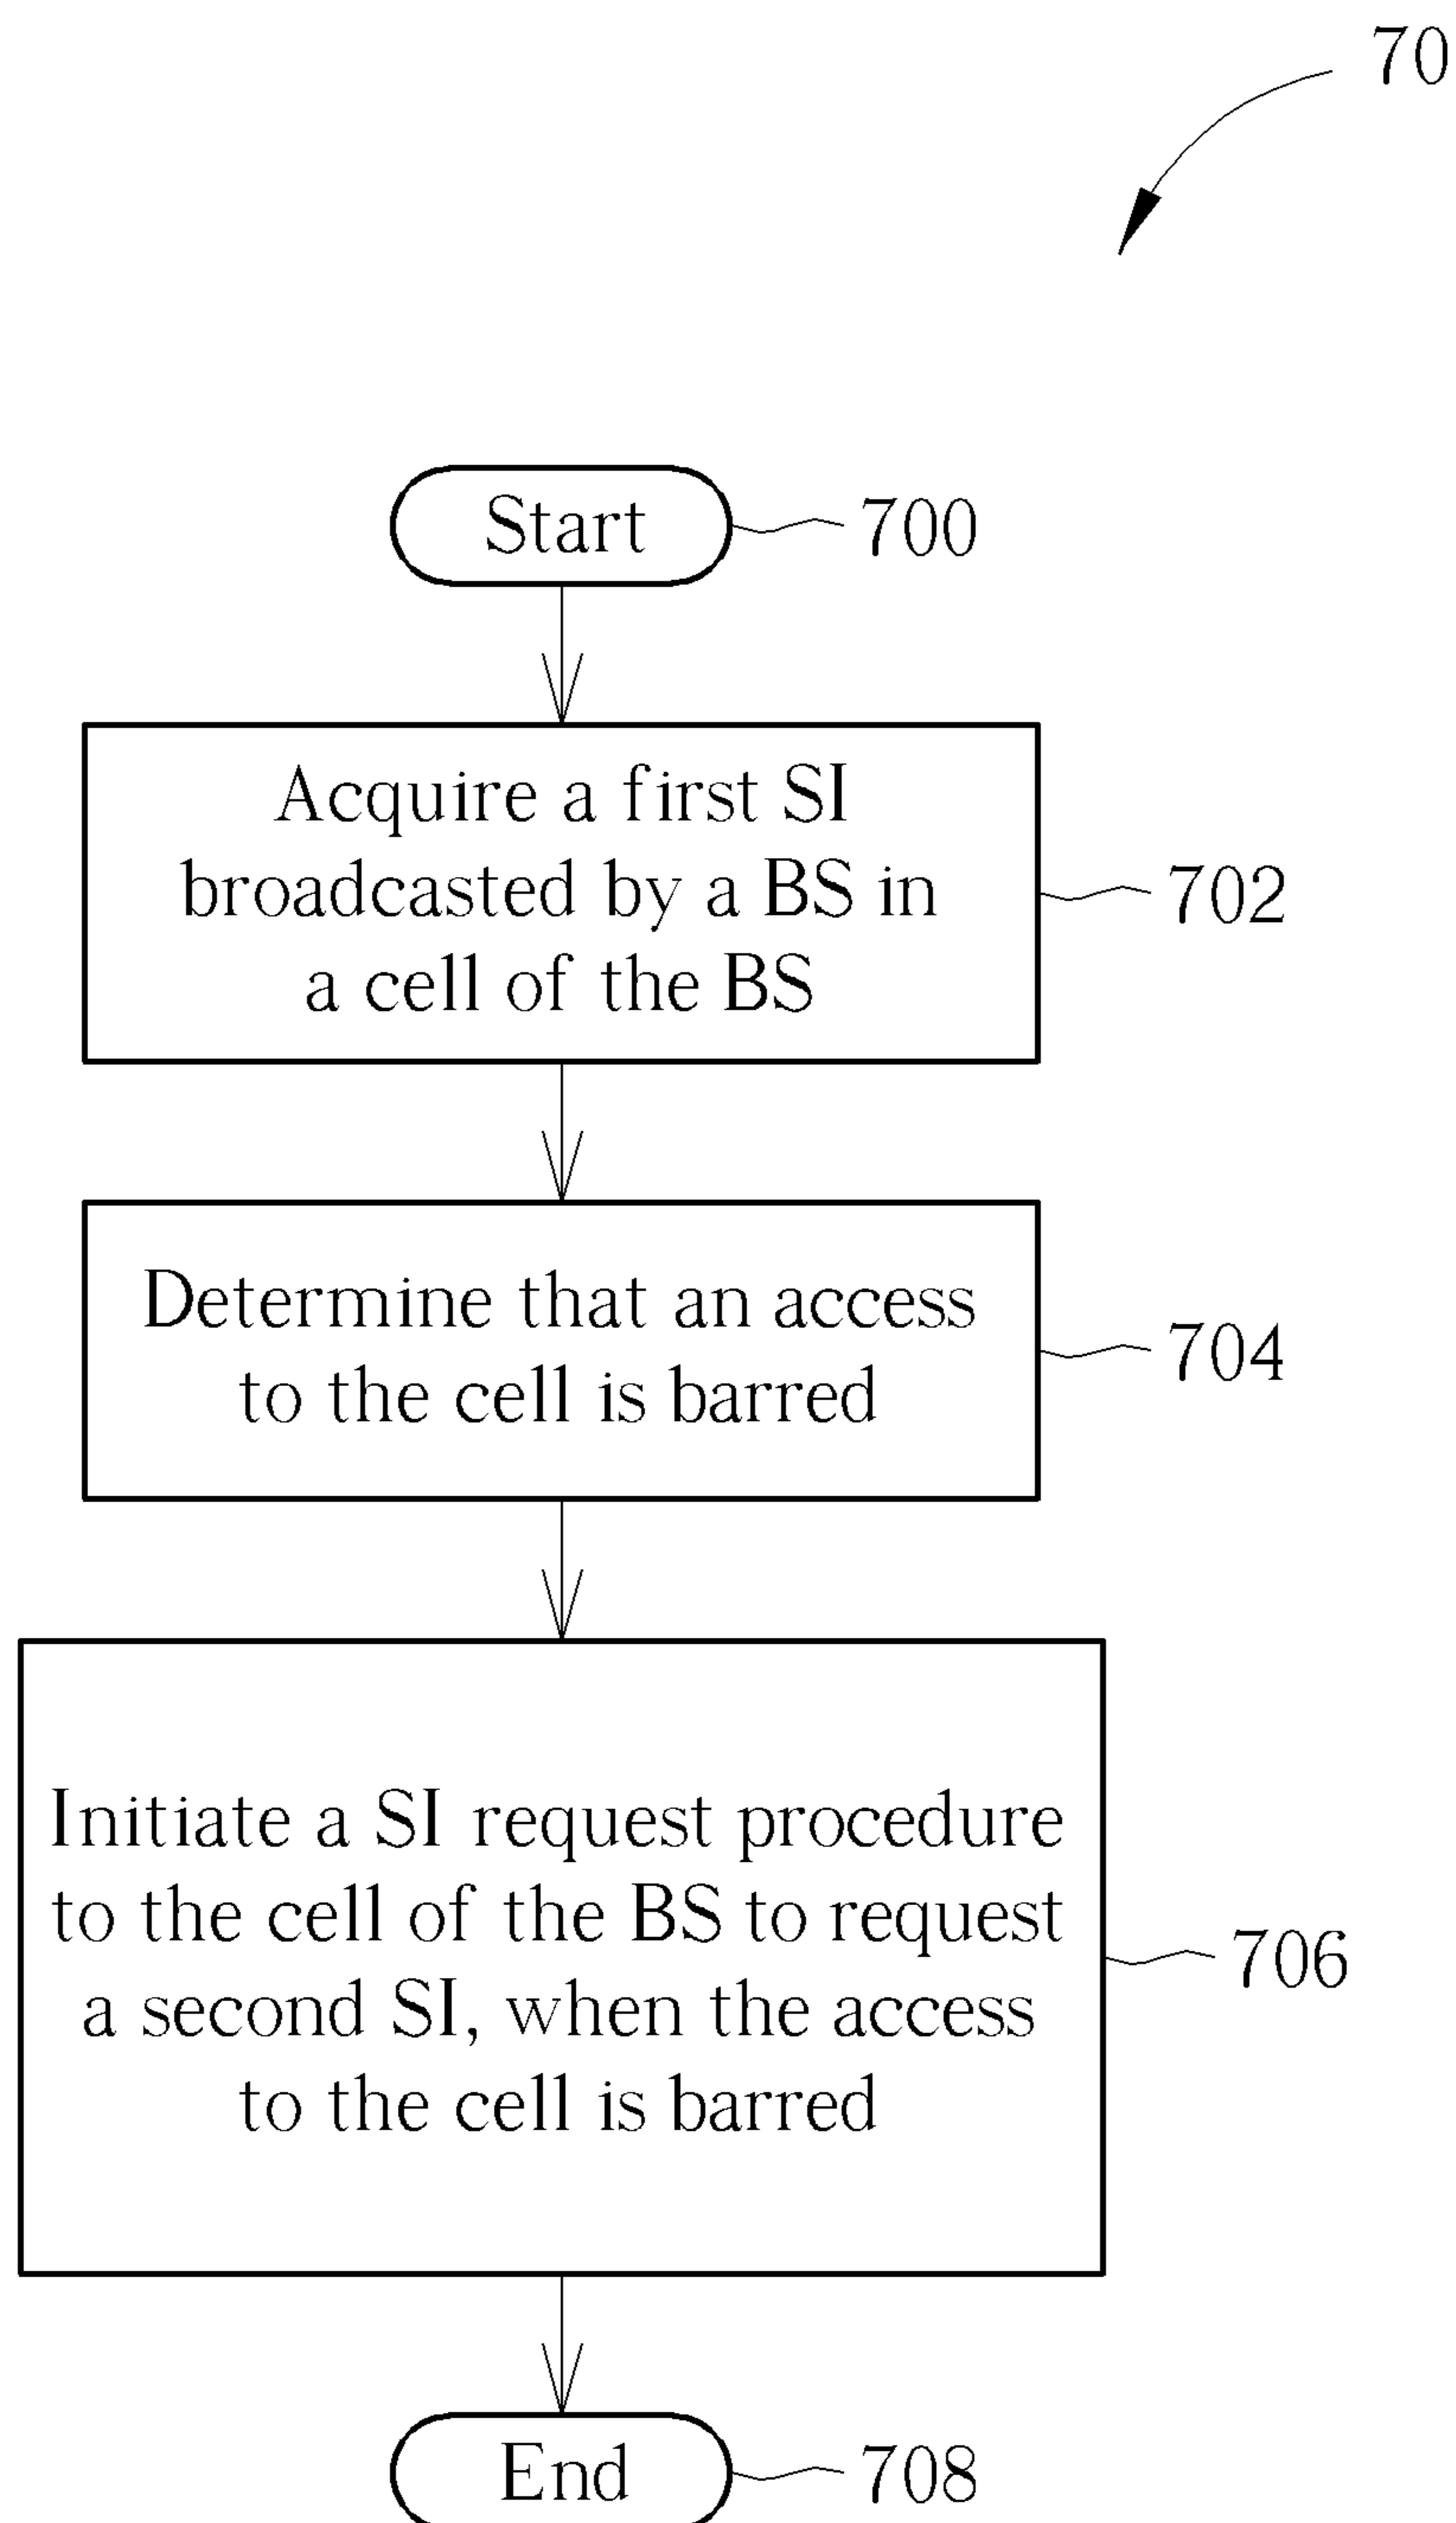 70
Start
700
Acquire a first SI
broadcasted by a BS in
a cell of the BS
702
Determine that an access
to the cell is barred
704
Initiate a SI request procedure
to the cell of the BS to request
a second SI, when the access
to the cell is barred
706
End
708